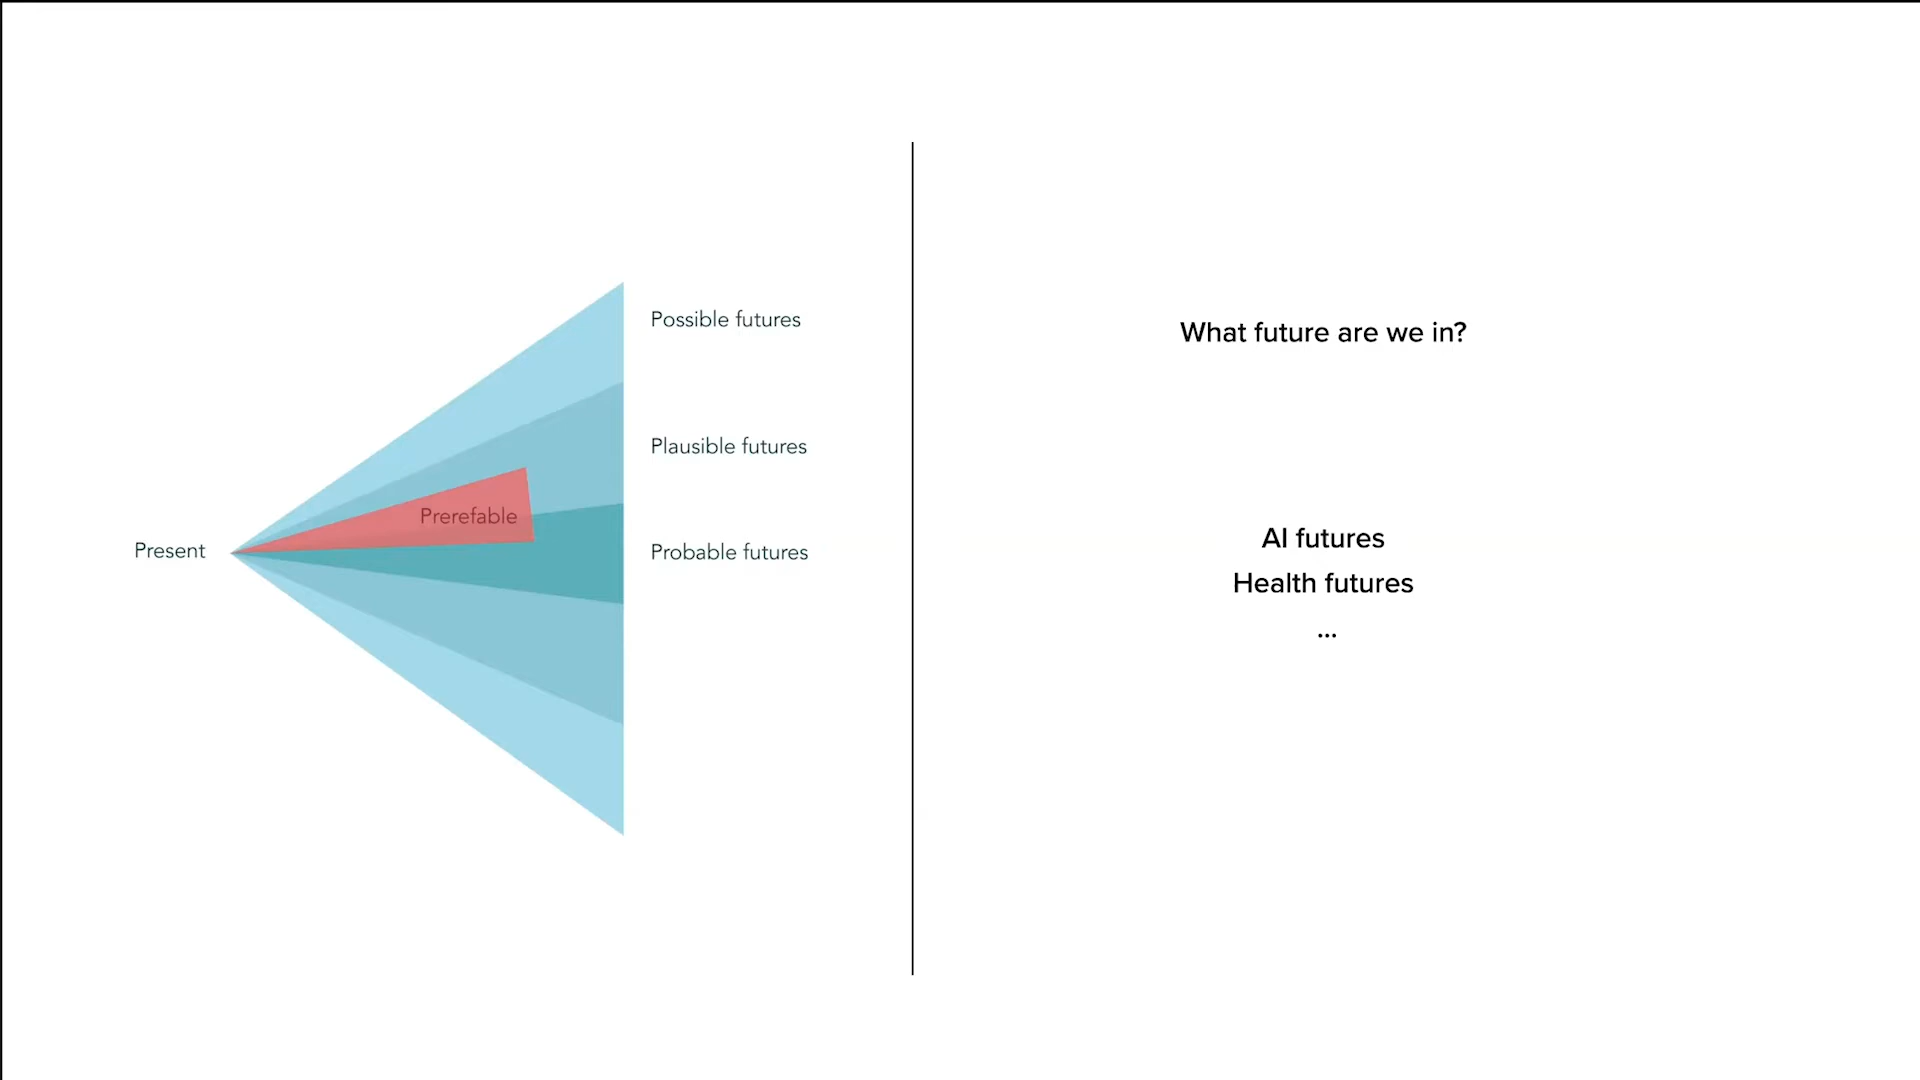 Possible futures
Plausible futures
Prerefable
Present
Probable futures
What future are we in?
AI futures
Health futures
...